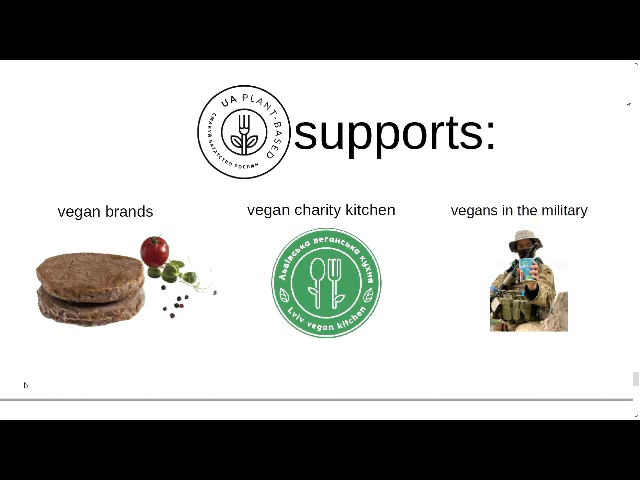 UA PLANT-BASED
supports:
vegan brands
vegan charity kitchen
vegans in the military
Львівська веганська кухня
Lviv vegan kitchen